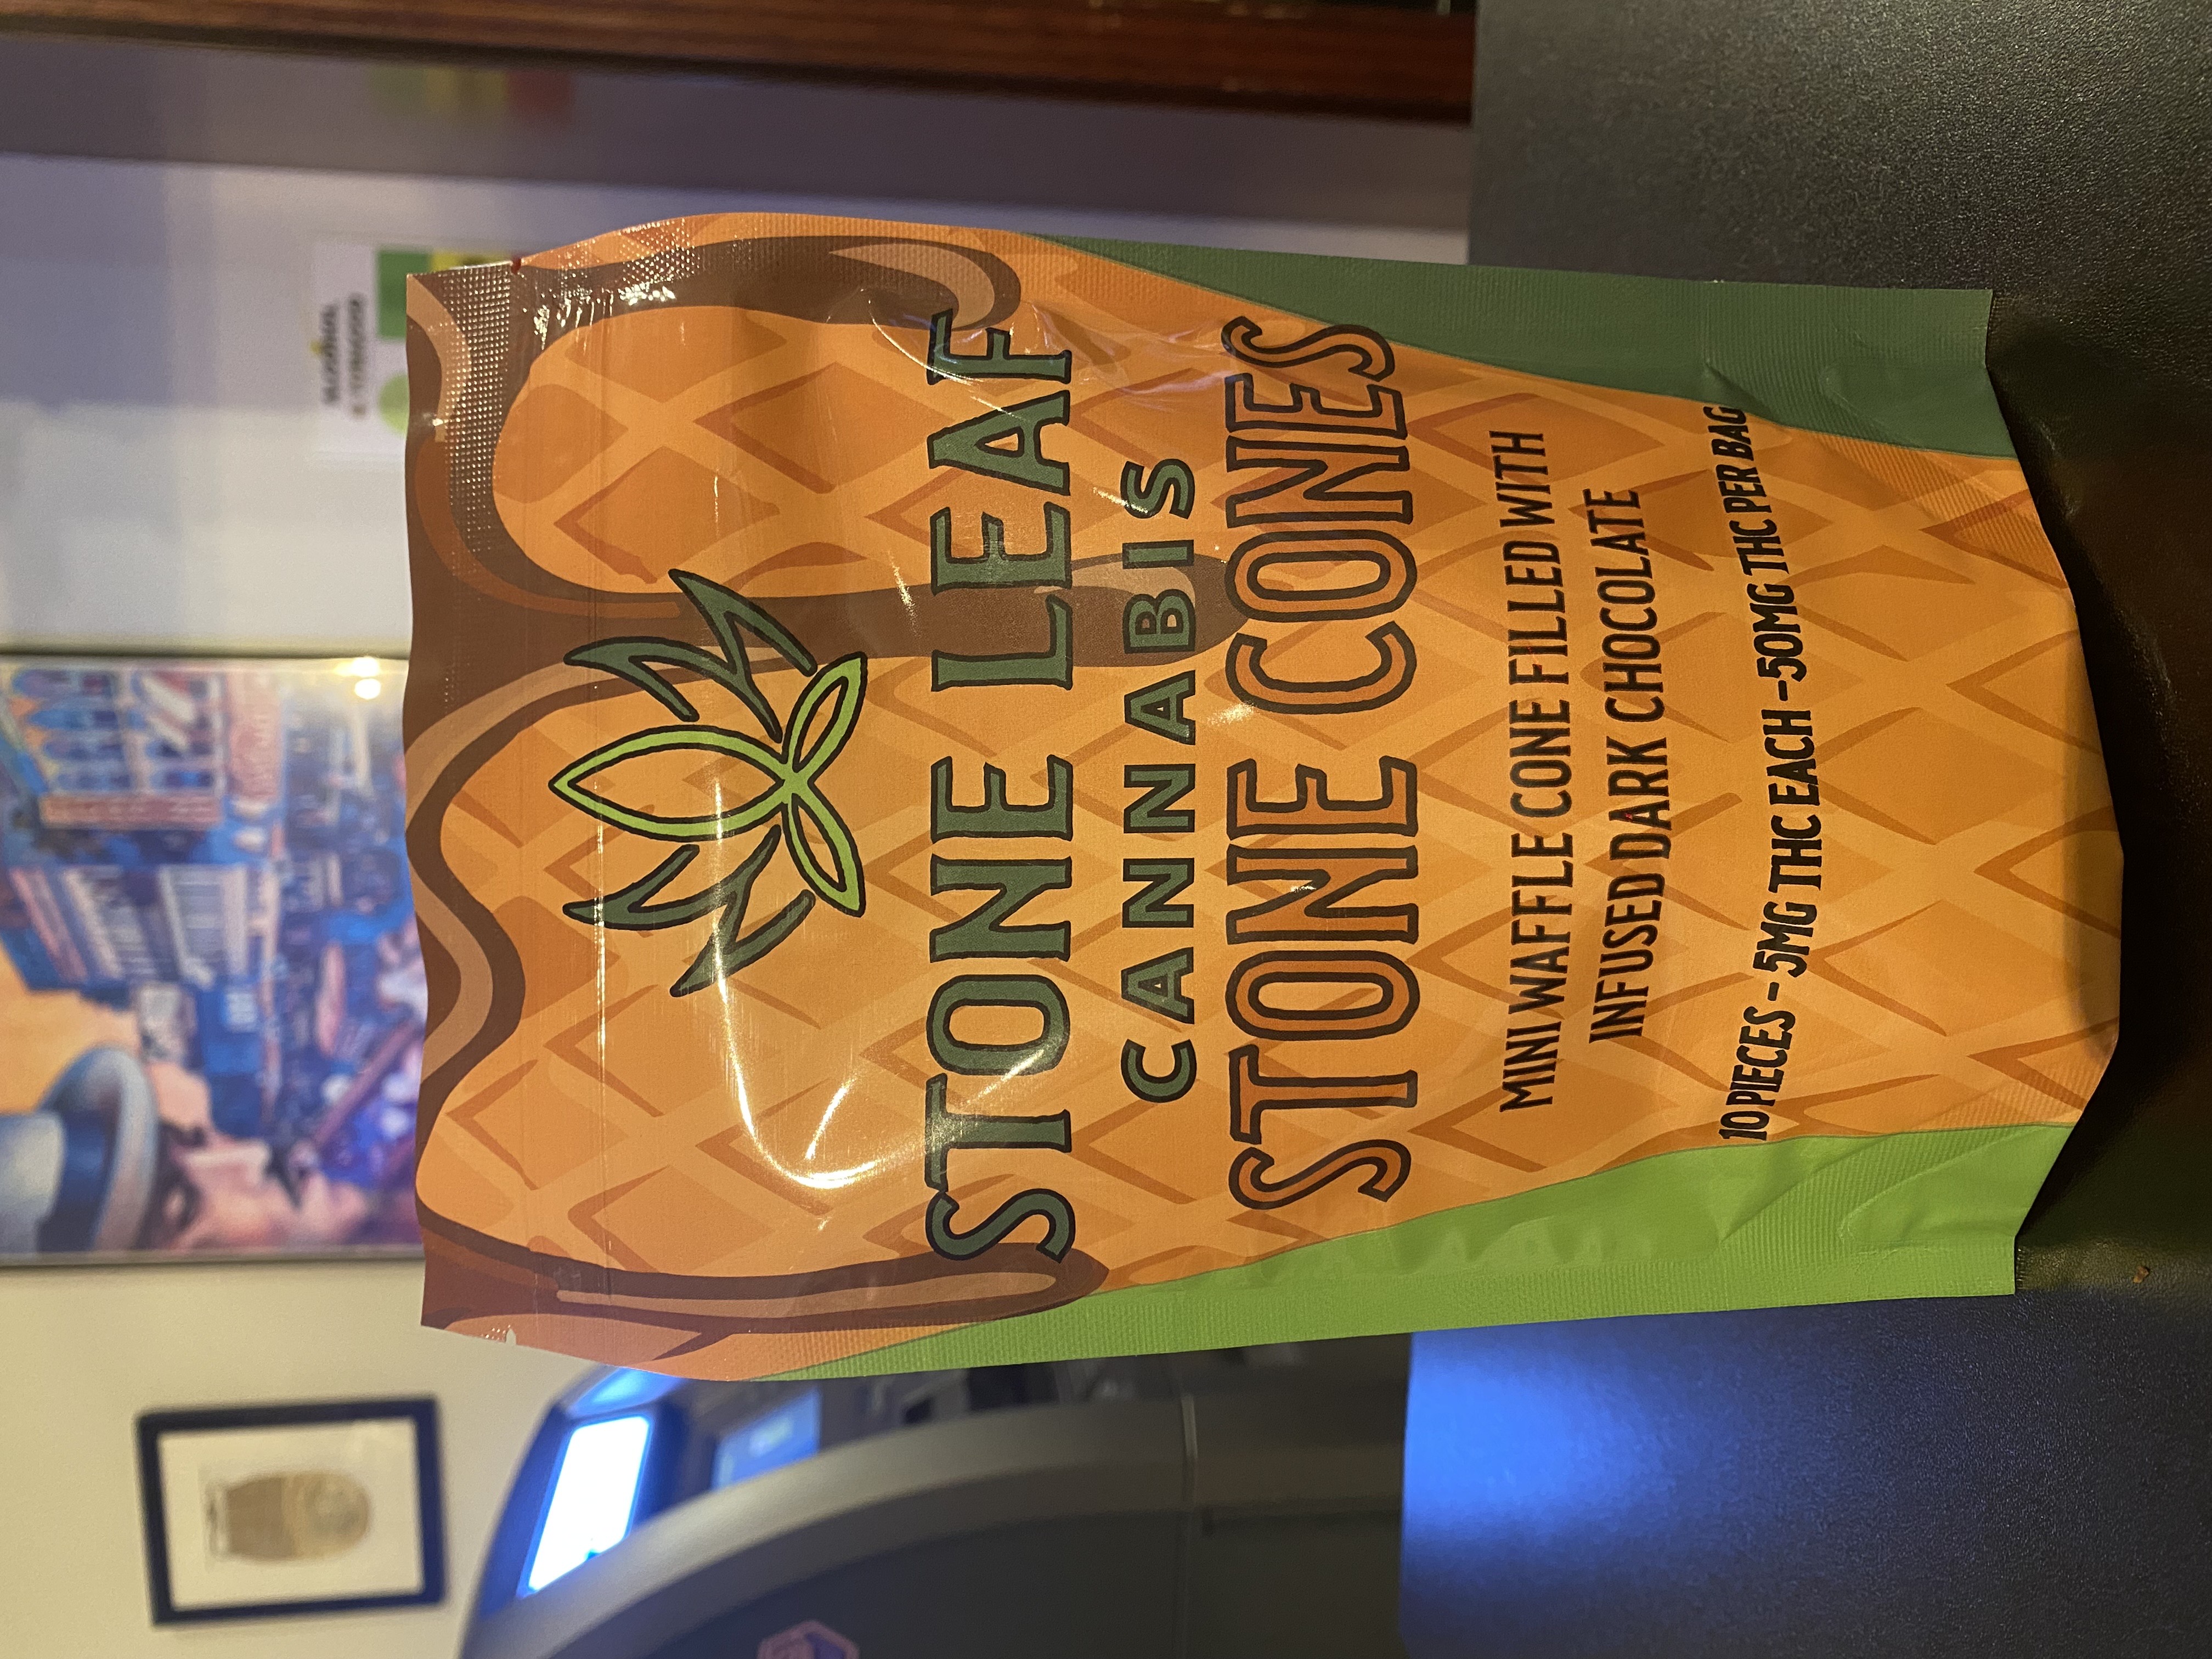 STONE LEAF
CANNABIS
STONE CONES
MINI WAFFLE CONE FILLED WITH
INFUSED DARK CHOCOLATE
10 PIECES - 5MG THC EACH - 50MG THC PER BAG